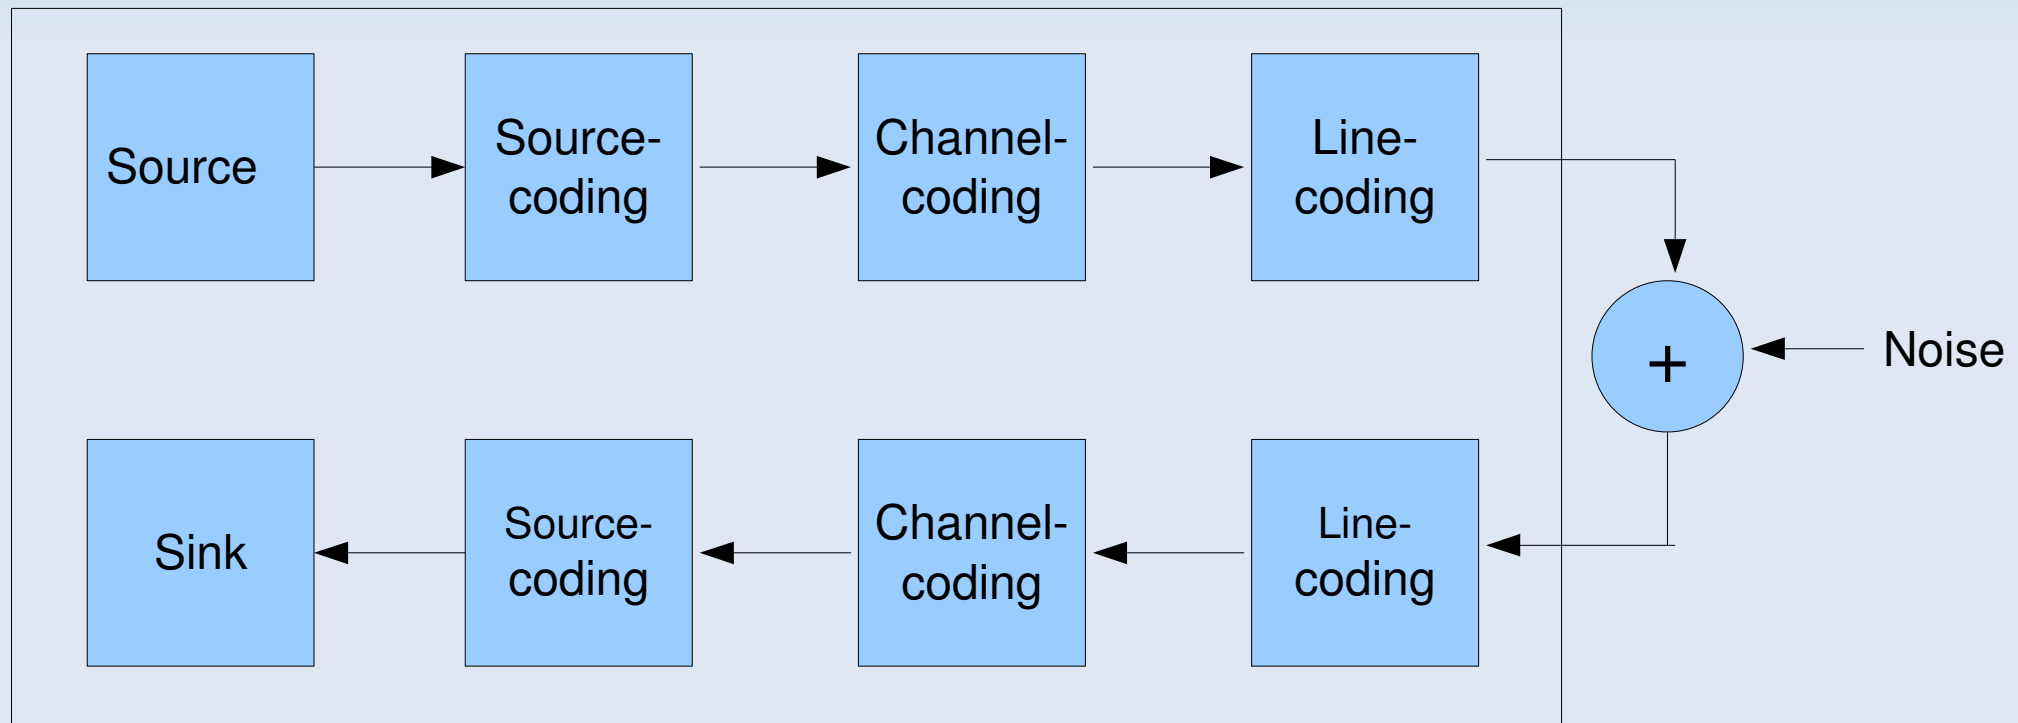 Source
Source-
coding
Channel-
coding
Line-
coding
+
Noise
Sink
Source-
coding
Channel-
coding
Line-
coding